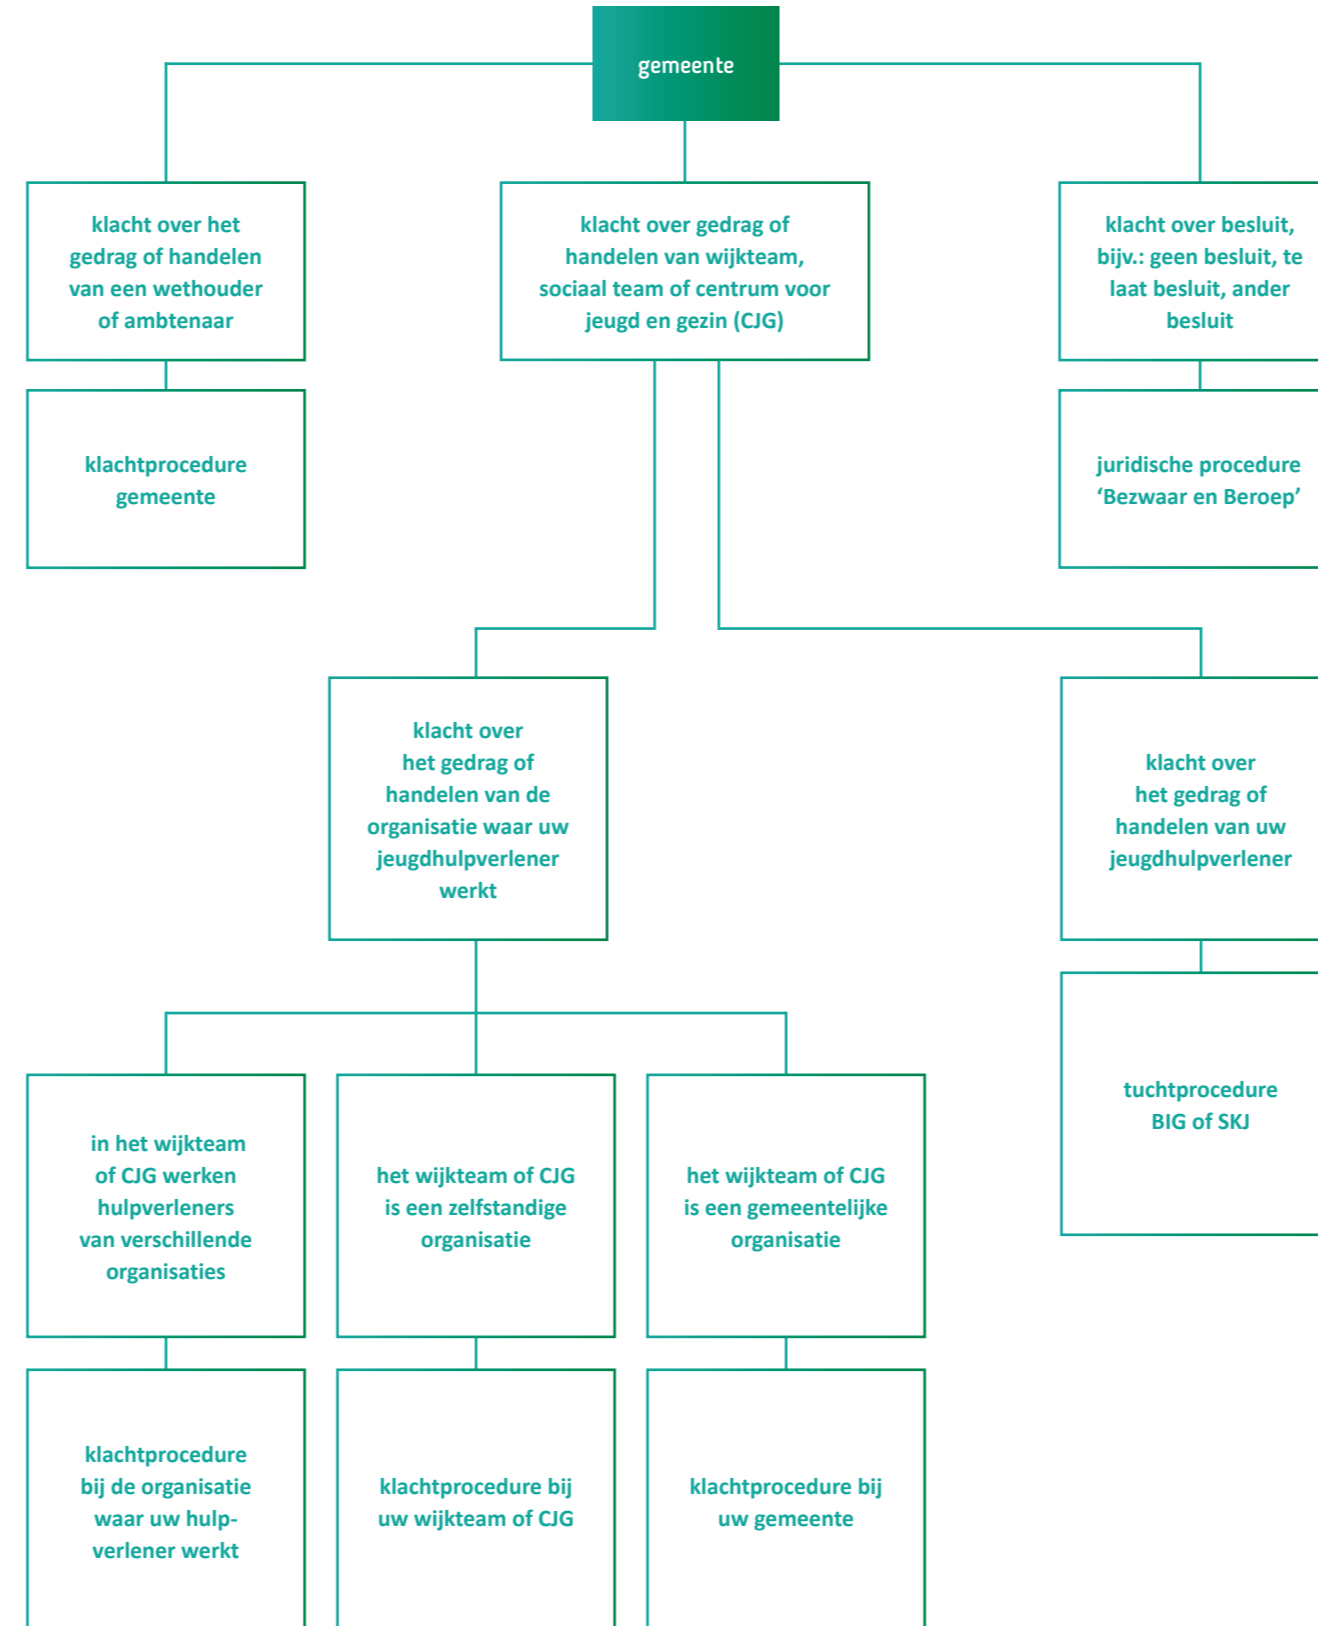 gemeente
klacht over het
gedrag of handelen
van een wethouder
of ambtenaar
klacht over gedrag of
handelen van wijkteam,
sociaal team of centrum voor
jeugd en gezin (CJG)
klacht over besluit,
bijv.: geen besluit, te
laat besluit, ander
besluit
klachtprocedure
gemeente
juridische procedure
‘Bezwaar en Beroep’
klacht over
het gedrag of
handelen van de
organisatie waar uw
jeugdhulpverlener
werkt
klacht over
het gedrag of
handelen van uw
jeugdhulpverlener
in het wijkteam
of CJG werken
hulpverleners
van verschillende
organisaties
het wijkteam of CJG
is een zelfstandige
organisatie
het wijkteam of CJG
is een gemeentelijke
organisatie
tuchtprocedure
BIG of SKJ
klachtprocedure
bij de organisatie
waar uw hulp-
verlener werkt
klachtprocedure bij
uw wijkteam of CJG
klachtprocedure bij
uw gemeente